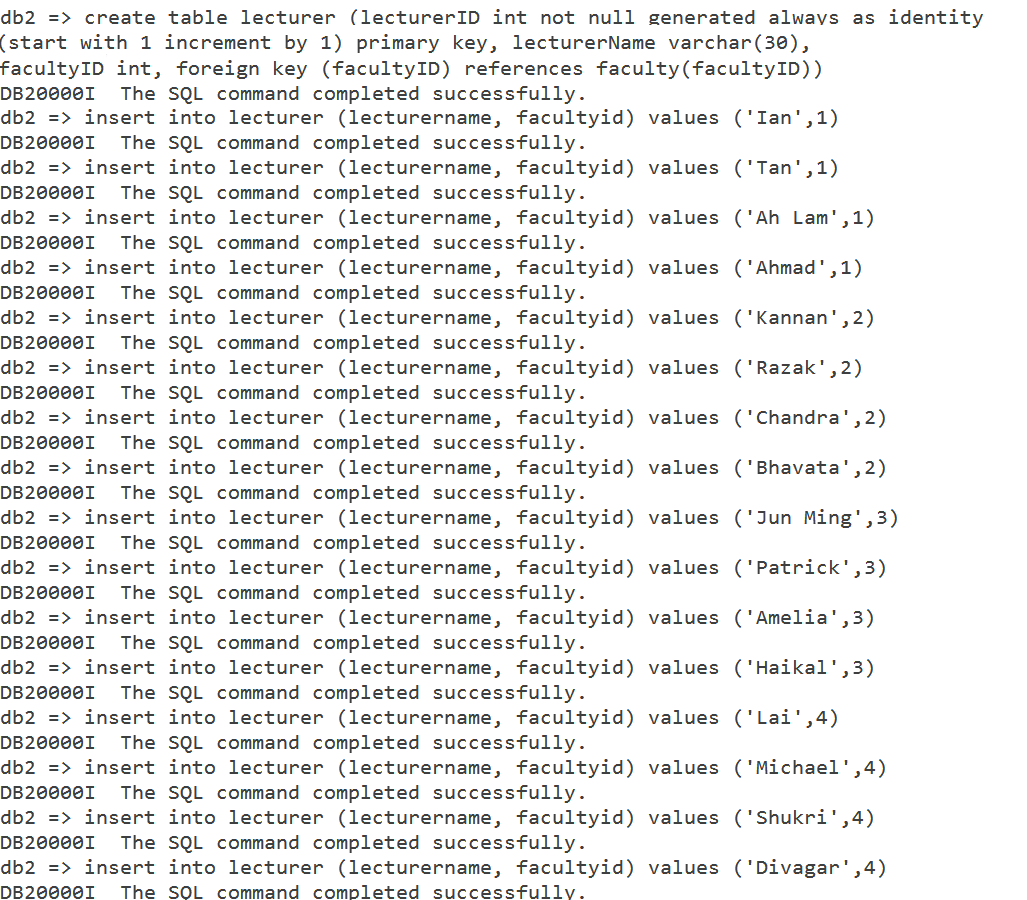 db2 => create table lecturer (lecturerID int not null generated always as identity
(start with 1 increment by 1) primary key, lecturerName varchar(30),
facultyID int, foreign key (facultyID) references faculty(facultyID))
DB20000I  The SQL command completed successfully.
db2 => insert into lecturer (lecturername, facultyid) values ('Ian',1)
DB20000I  The SQL command completed successfully.
db2 => insert into lecturer (lecturername, facultyid) values ('Tan',1)
DB20000I  The SQL command completed successfully.
db2 => insert into lecturer (lecturername, facultyid) values ('Ah Lam',1)
DB20000I  The SQL command completed successfully.
db2 => insert into lecturer (lecturername, facultyid) values ('Ahmad',1)
DB20000I  The SQL command completed successfully.
db2 => insert into lecturer (lecturername, facultyid) values ('Kannan',2)
DB20000I  The SQL command completed successfully.
db2 => insert into lecturer (lecturername, facultyid) values ('Razak',2)
DB20000I  The SQL command completed successfully.
db2 => insert into lecturer (lecturername, facultyid) values ('Chandra',2)
DB20000I  The SQL command completed successfully.
db2 => insert into lecturer (lecturername, facultyid) values ('Bhavata',2)
DB20000I  The SQL command completed successfully.
db2 => insert into lecturer (lecturername, facultyid) values ('Jun Ming',3)
DB20000I  The SQL command completed successfully.
db2 => insert into lecturer (lecturername, facultyid) values ('Patrick',3)
DB20000I  The SQL command completed successfully.
db2 => insert into lecturer (lecturername, facultyid) values ('Amelia',3)
DB20000I  The SQL command completed successfully.
db2 => insert into lecturer (lecturername, facultyid) values ('Haikal',3)
DB20000I  The SQL command completed successfully.
db2 => insert into lecturer (lecturername, facultyid) values ('Lai',4)
DB20000I  The SQL command completed successfully.
db2 => insert into lecturer (lecturername, facultyid) values ('Michael',4)
DB20000I  The SQL command completed successfully.
db2 => insert into lecturer (lecturername, facultyid) values ('Shukri',4)
DB20000I  The SQL command completed successfully.
db2 => insert into lecturer (lecturername, facultyid) values ('Divagar',4)
DB20000I  The SQL command completed successfully.